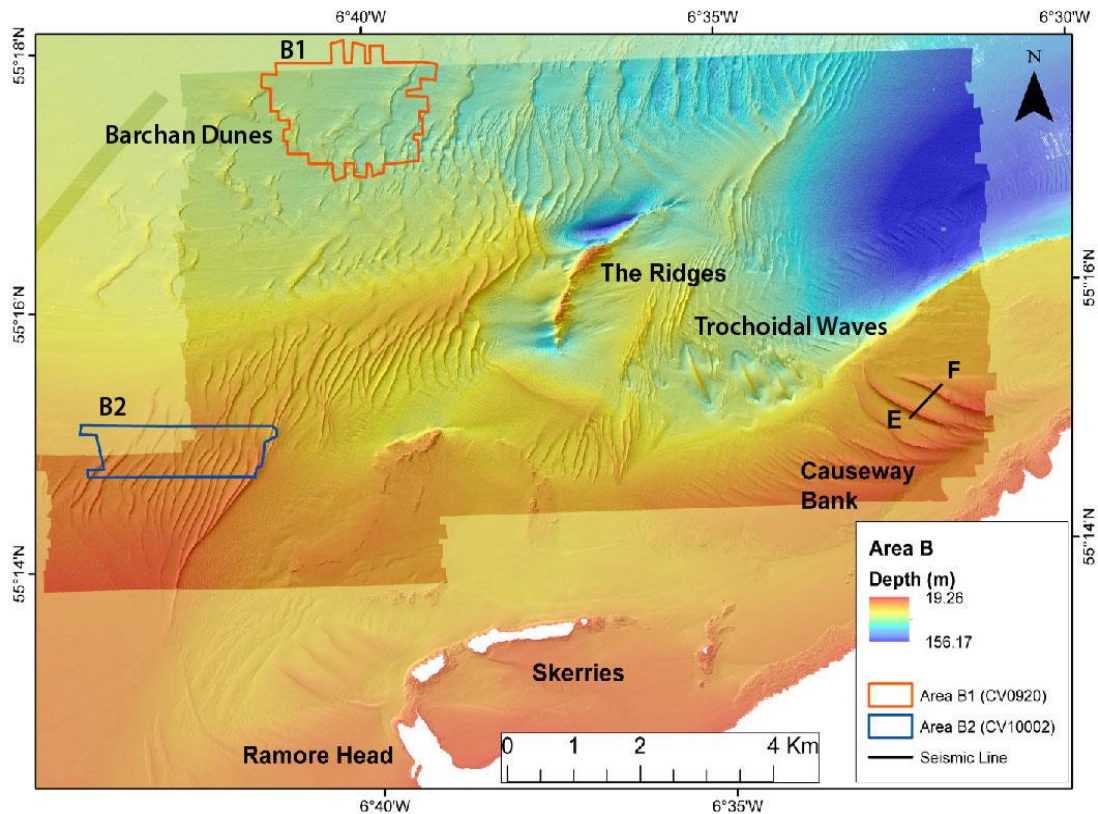 6°40'W
6°35'W
6°30'W
55°18'N
B1
N
Barchan Dunes
The Ridges
55°16'N
55°16'N
Trochoidal Waves
F
B2
E
Causeway
Bank
55°14'N
55°14'N
Area B
Depth (m)
19.26
156.17
Skerries
Area B1 (CV0920)
Area B2 (CV10002)
Seismic Line
Ramore Head
0 1 2 4 Km
6°40'W
6°35'W